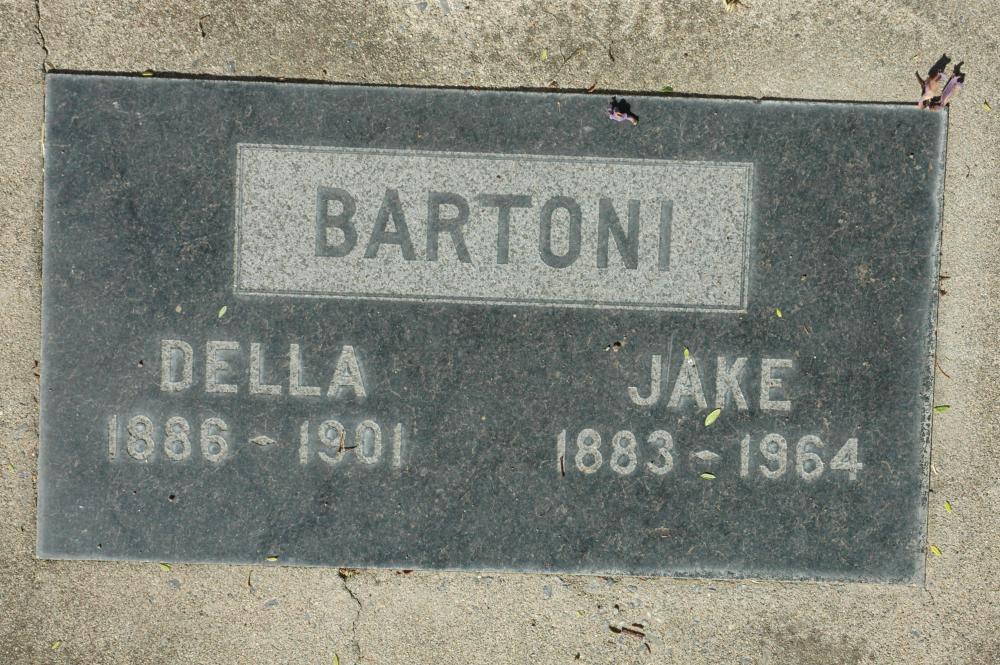 BARTONI
DELLA JAKE
1886 - 1901 1883 - 1964